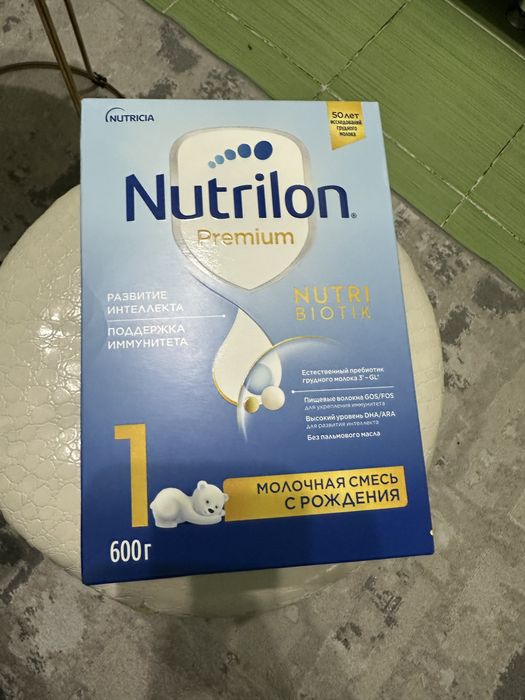 NUTRICIA
50 лет
исследований
грудного
молока
Nutrilon®
Premium
РАЗВИТИЕ
ИНТЕЛЛЕКТА
ПОДДЕРЖКА
ИММУНИТЕТА
NUTRI
BIOTIK
Естественный пребиотик
грудного молока 3'-GL*
Пищевые волокна GOS/FOS
для укрепления иммунитета
Высокий уровень DHA/ARA
для развития интеллекта
Без пальмового масла
1
МОЛОЧНАЯ СМЕСЬ
С РОЖДЕНИЯ
600 г